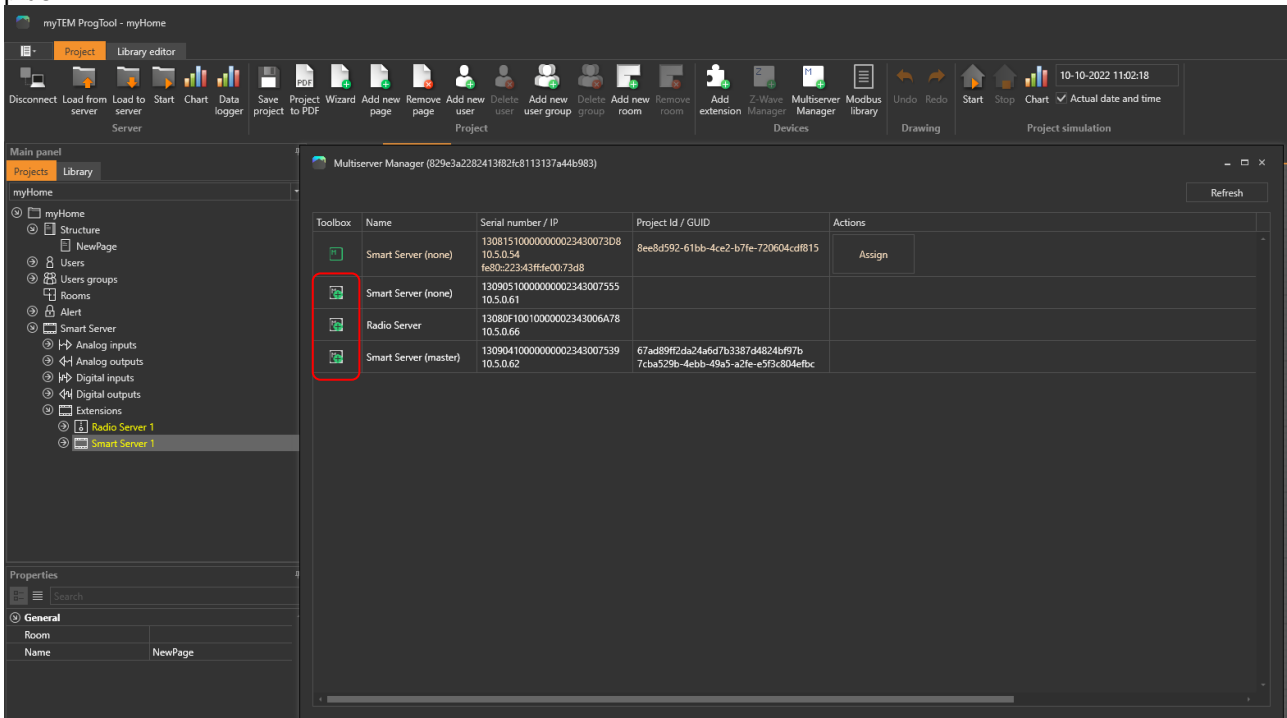 myTEM ProgTool - myHome
Project Library editor
Disconnect Load from server Load to server Start Chart Data logger Save project Project to PDF Wizard Add new page Remove page Add new user Delete user Add new user group Delete group Add new room Remove room Add extension Z-Wave Manager Multiserver Manager Modbus library Undo Redo Start Stop Chart
10-10-2022 11:02:18
Actual date and time
Server Project Devices Drawing Project simulation
Main panel
Projects Library
myHome
myHome
Structure
NewPage
Users
Users groups
Rooms
Alert
Smart Server
Analog inputs
Analog outputs
Digital inputs
Digital outputs
Extensions
Radio Server 1
Smart Server 1
Properties
Search
General
Room
Name NewPage
Multiserver Manager (829e3a2282413f82fc8113137a44b983)
Refresh
Toolbox Name Serial number / IP Project Id / GUID Actions
Smart Server (none) 13081510000000023430073D8 8ee8d592-61bb-4ce2-b7fe-720604cdf815 Assign
10.5.0.54
fe80::223:43ff:fe00:73d8
Smart Server (none) 1309051000000002343007555
10.5.0.61
Radio Server 13080F10010000002343006A78
10.5.0.66
Smart Server (master) 1309041000000002343007539 67ad89ff2da24a6d7b3387d4824bf97b
10.5.0.62 7cba529b-4ebb-49a5-a2fe-e5f3c804efbc